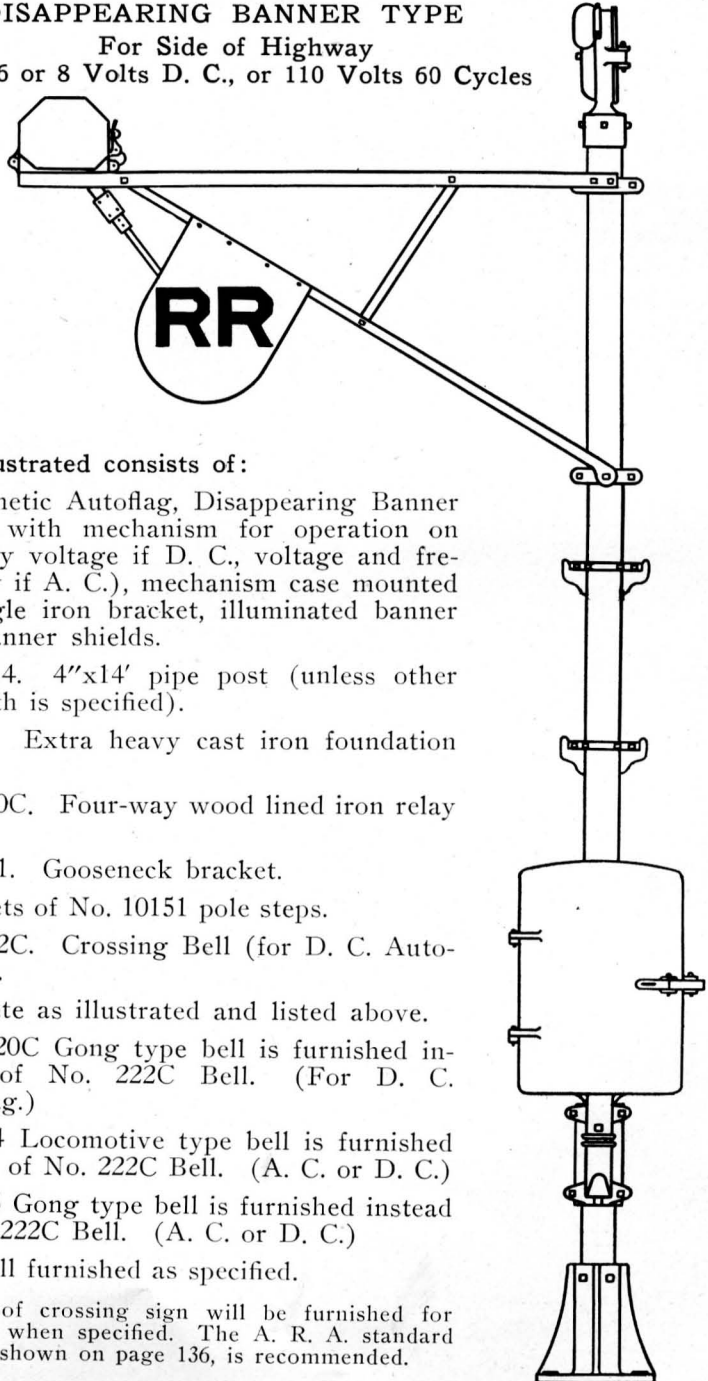 DISAPPEARING BANNER TYPE
For Side of Highway
6 or 8 Volts D. C., or 110 Volts 60 Cycles
RR
ustrated consists of:
netic Autoflag, Disappearing Banner
with mechanism for operation on
y voltage if D. C., voltage and fre-
if A. C.), mechanism case mounted
gle iron bracket, illuminated banner
anner shields.
4. 4"x14' pipe post (unless other
th is specified).
Extra heavy cast iron foundation
0C. Four-way wood lined iron relay
1. Gooseneck bracket.
ets of No. 10151 pole steps.
2C. Crossing Bell (for D. C. Auto-
te as illustrated and listed above.
20C Gong type bell is furnished in-
of No. 222C Bell. (For D. C.
g.)
4 Locomotive type bell is furnished
of No. 222C Bell. (A. C. or D. C.)
Gong type bell is furnished instead
222C Bell. (A. C. or D. C.)
ll furnished as specified.
of crossing sign will be furnished for
when specified. The A. R. A. standard
shown on page 136, is recommended.